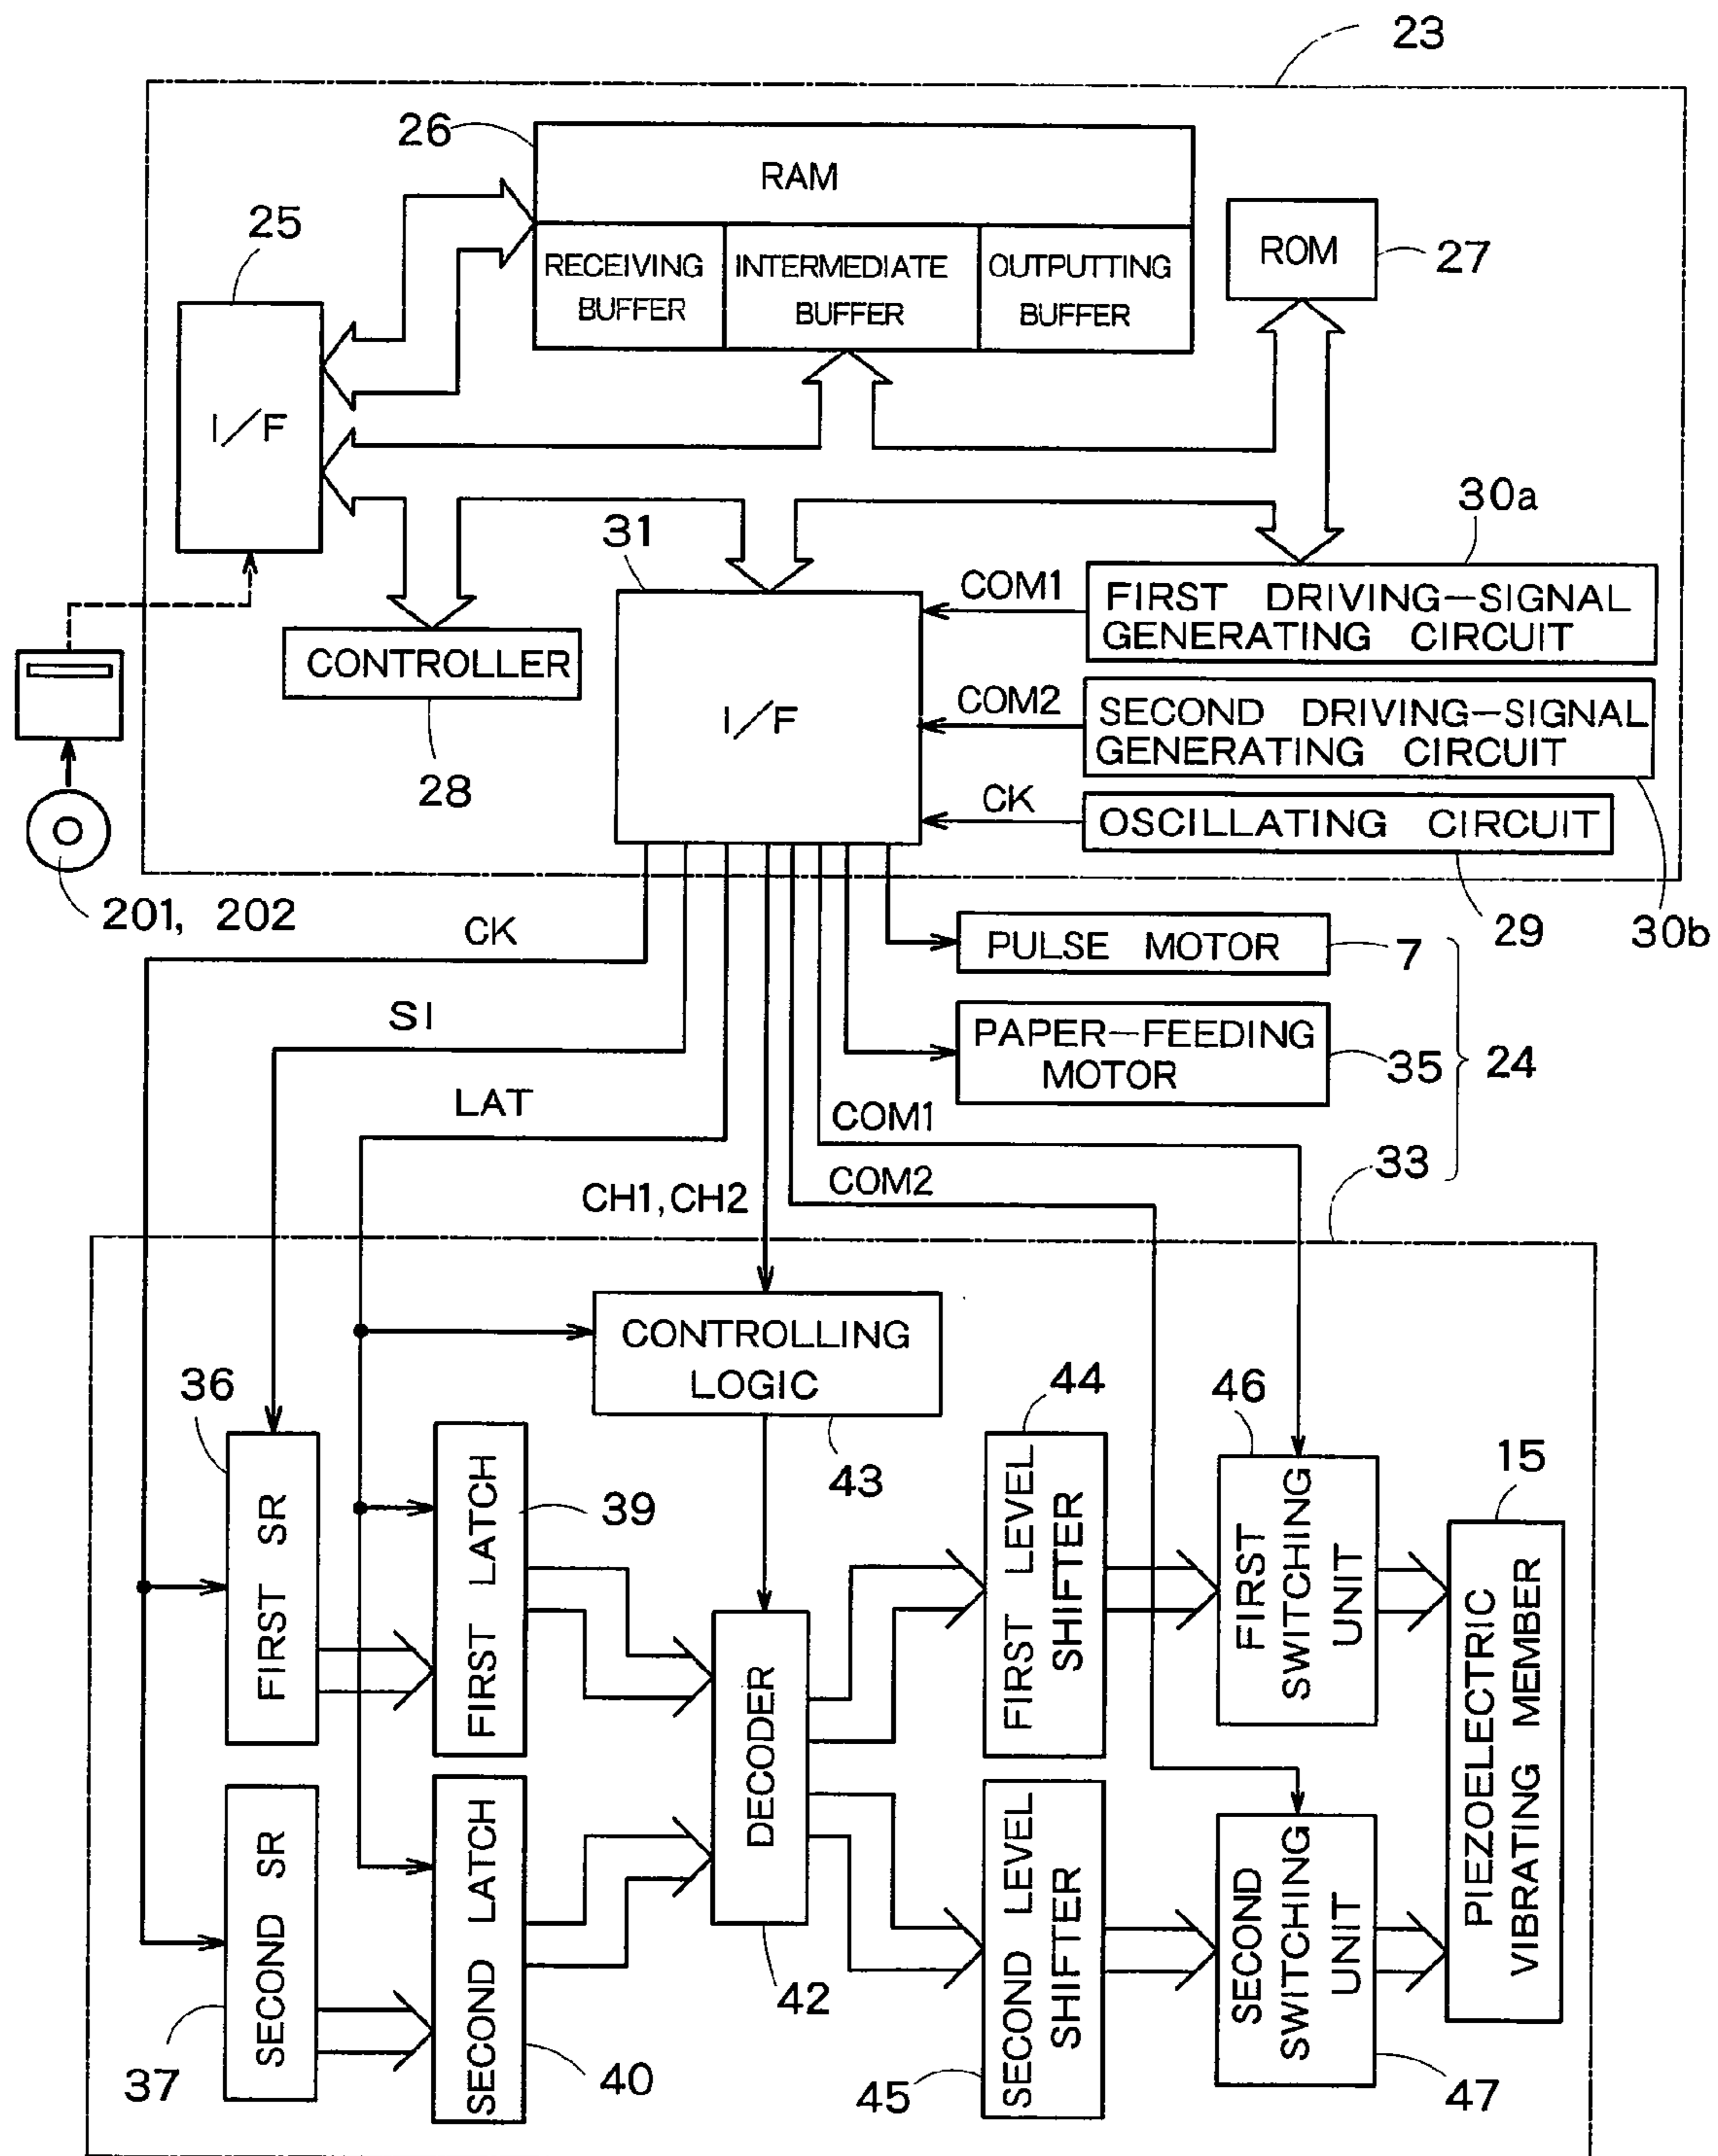 23
26
RAM
25
RECEIVING
BUFFER
INTERMEDIATE
BUFFER
OUTPUTTING
BUFFER
ROM
27
I/F
30a
31
COM1
FIRST DRIVING-SIGNAL
GENERATING CIRCUIT
CONTROLLER
I/F
COM2
SECOND DRIVING-SIGNAL
GENERATING CIRCUIT
28
CK
OSCILLATING CIRCUIT
201, 202
CK
29
30b
PULSE MOTOR
7
SI
PAPER-FEEDING
MOTOR
35
24
LAT
COM1
33
CH1,CH2
COM2
CONTROLLING
LOGIC
36
44
46
43
15
39
FIRST SR
FIRST LATCH
FIRST LEVEL
SHIFTER
FIRST
SWITCHING
UNIT
PIEZOELECTRIC
VIBRATING MEMBER
DECODER
SECOND SR
SECOND LATCH
SECOND LEVEL
SHIFTER
SECOND
SWITCHING
UNIT
42
37
40
45
47